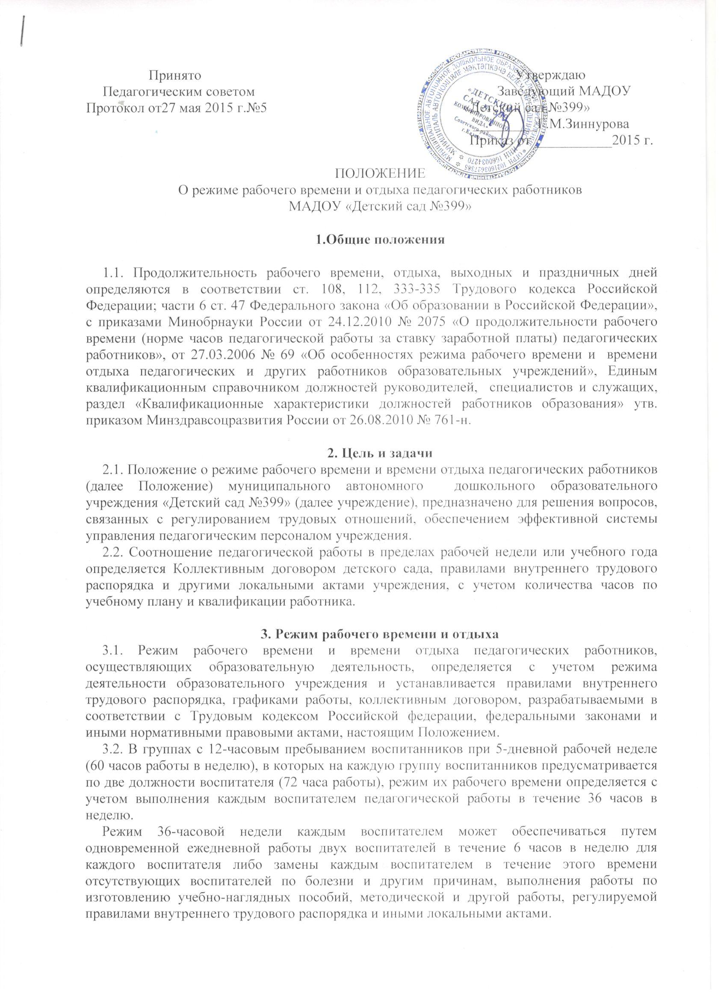 Принято
Педагогическим советом
Протокол от27 мая 2015 г.№5
Утверждаю
Заведующий МАДОУ
«Детский сад №399»
М.Зиннурова
Приказ от ____________2015 г.
«ДЕТСКИЙ
САД № 399
КОМБИНИРОВАННОГО
ВИДА»
Советского района
г.Казани
ПОЛОЖЕНИЕ
О режиме рабочего времени и отдыха педагогических работников
МАДОУ «Детский сад №399»
1.Общие положения
1.1. Продолжительность рабочего времени, отдыха, выходных и праздничных дней
определяются в соответствии ст. 108, 112, 333-335 Трудового кодекса Российской
Федерации; части 6 ст. 47 Федерального закона «Об образовании в Российской Федерации»,
с приказами Минобрнауки России от 24.12.2010 № 2075 «О продолжительности рабочего
времени (норме часов педагогической работы за ставку заработной платы) педагогических
работников», от 27.03.2006 № 69 «Об особенностях режима рабочего времени и времени
отдыха педагогических и других работников образовательных учреждений», Единым
квалификационным справочником должностей руководителей, специалистов и служащих,
раздел «Квалификационные характеристики должностей работников образования» утв.
приказом Минздравсоцразвития России от 26.08.2010 № 761-н.
2. Цель и задачи
2.1. Положение о режиме рабочего времени и времени отдыха педагогических работников
(далее Положение) муниципального автономного дошкольного образовательного
учреждения «Детский сад №399» (далее учреждение), предназначено для решения вопросов,
связанных с регулированием трудовых отношений, обеспечением эффективной системы
управления педагогическим персоналом учреждения.
2.2. Соотношение педагогической работы в пределах рабочей недели или учебного года
определяется Коллективным договором детского сада, правилами внутреннего трудового
распорядка и другими локальными актами учреждения, с учетом количества часов по
учебному плану и квалификации работника.
3. Режим рабочего времени и отдыха
3.1. Режим рабочего времени и времени отдыха педагогических работников,
осуществляющих образовательную деятельность, определяется с учетом режима
деятельности образовательного учреждения и устанавливается правилами внутреннего
трудового распорядка, графиками работы, коллективным договором, разрабатываемыми в
соответствии с Трудовым кодексом Российской федерации, федеральными законами и
иными нормативными правовыми актами, настоящим Положением.
3.2. В группах с 12-часовым пребыванием воспитанников при 5-дневной рабочей неделе
(60 часов работы в неделю), в которых на каждую группу воспитанников предусматривается
по две должности воспитателя (72 часа работы), режим их рабочего времени определяется с
учетом выполнения каждым воспитателем педагогической работы в течение 36 часов в
неделю.
Режим 36-часовой недели каждым воспитателем может обеспечиваться путем
одновременной ежедневной работы двух воспитателей в течение 6 часов в неделю для
каждого воспитателя либо замены каждым воспитателем в течение этого времени
отсутствующих воспитателей по болезни и другим причинам, выполнения работы по
изготовлению учебно-наглядных пособий, методической и другой работы, регулируемой
правилами внутреннего трудового распорядка и иными локальными актами.